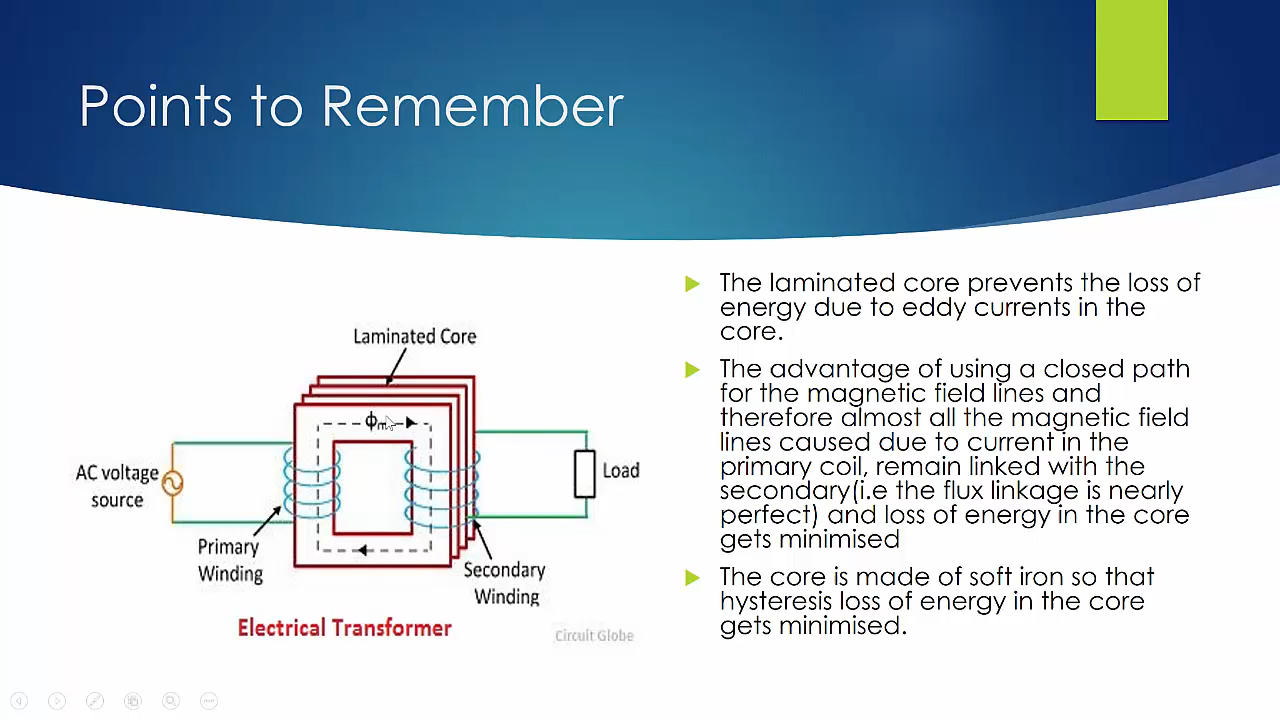 Points to Remember
Laminated Core
ϕm
AC voltage
source
Load
Primary
Winding
Secondary
Winding
Electrical Transformer
Circuit Globe
The laminated core prevents the loss of
energy due to eddy currents in the
core.
The advantage of using a closed path
for the magnetic field lines and
therefore almost all the magnetic field
lines caused due to current in the
primary coil, remain linked with the
secondary(i.e the flux linkage is nearly
perfect) and loss of energy in the core
gets minimised
The core is made of soft iron so that
hysteresis loss of energy in the core
gets minimised.